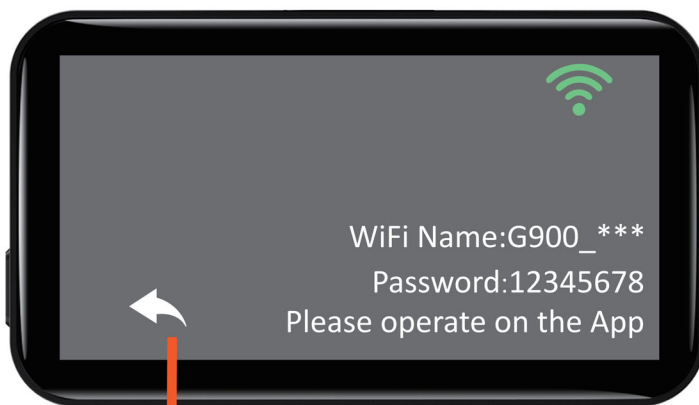 WiFi Name:G900_***
Password:12345678
Please operate on the App